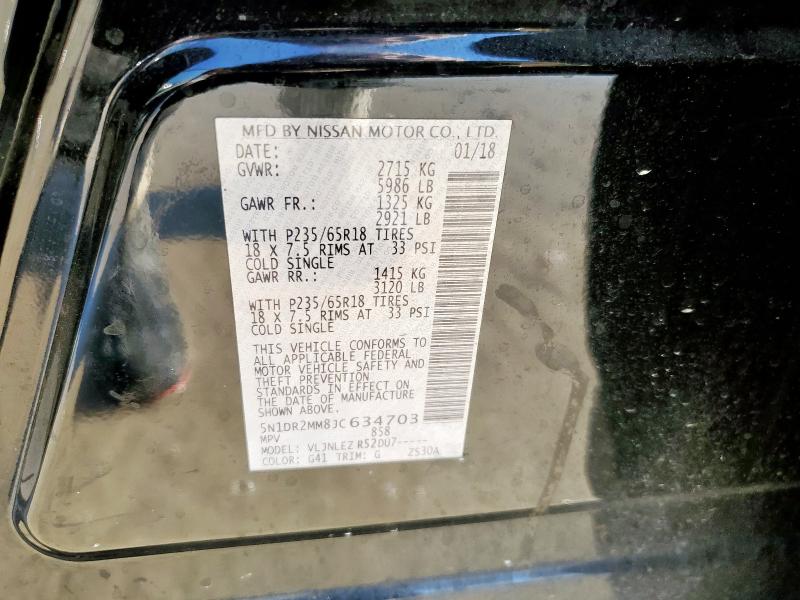 MFD BY NISSAN MOTOR CO., LTD.
DATE: 01/18
GVWR: 2715 KG
5986 LB
GAWR FR.: 1325 KG
2921 LB
WITH P235/65R18 TIRES
18 X 7.5 RIMS AT 33 PSI
COLD SINGLE
GAWR RR.: 1415 KG
3120 LB
WITH P235/65R18 TIRES
18 X 7.5 RIMS AT 33 PSI
COLD SINGLE
THIS VEHICLE CONFORMS TO
ALL APPLICABLE FEDERAL
MOTOR VEHICLE SAFETY AND
THEFT PREVENTION
STANDARDS IN EFFECT ON
THE DATE OF MANUFACTURE
SHOWN ABOVE.
5N1DR2MM8JC634703
MPV 858
MODEL: VLJNLEZ R52DU7-----
COLOR: G41 TRIM: G ZS30A